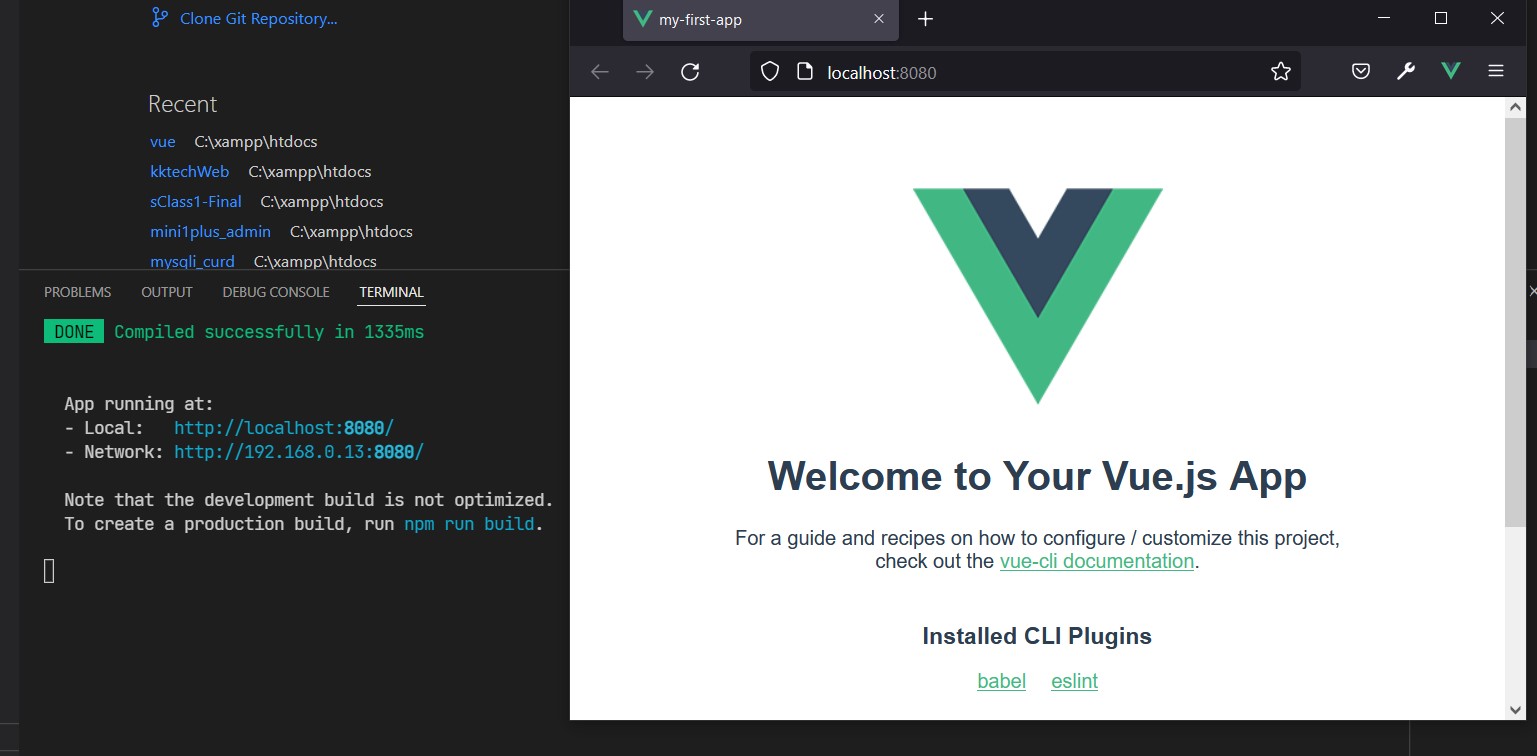 Clone Git Repository...
Recent
vue C:\xampp\htdocs
kktechWeb C:\xampp\htdocs
sClass1-Final C:\xampp\htdocs
mini1plus_admin C:\xampp\htdocs
mysqli_curd C:\xampp\htdocs
PROBLEMS OUTPUT DEBUG CONSOLE TERMINAL
DONE Compiled successfully in 1335ms
App running at:
- Local: http://localhost:8080/
- Network: http://192.168.0.13:8080/
Note that the development build is not optimized.
To create a production build, run npm run build.
my-first-app
localhost:8080
Welcome to Your Vue.js App
For a guide and recipes on how to configure / customize this project,
check out the vue-cli documentation.
Installed CLI Plugins
babel eslint